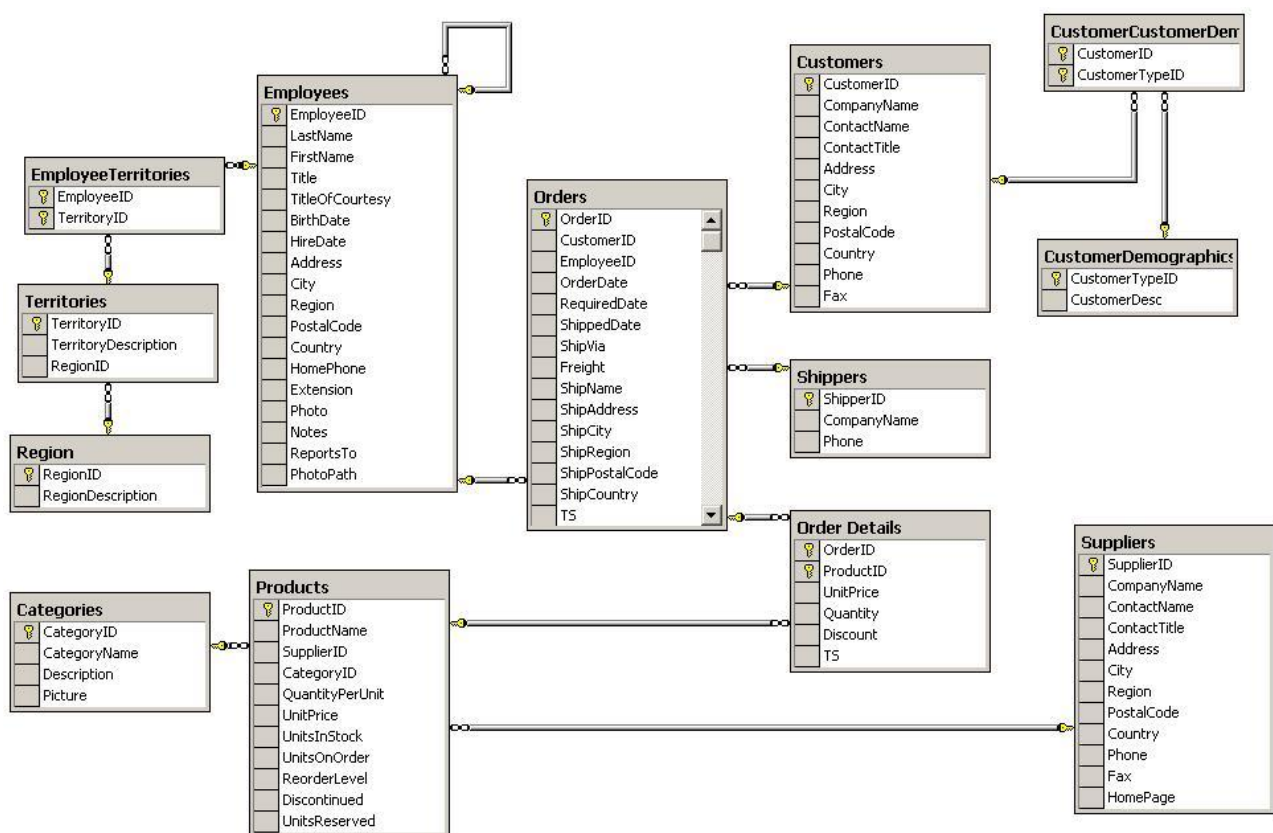 Employees
EmployeeID
LastName
FirstName
Title
TitleOfCourtesy
BirthDate
HireDate
Address
City
Region
PostalCode
Country
HomePhone
Extension
Photo
Notes
ReportsTo
PhotoPath
EmployeeTerritories
EmployeeID
TerritoryID
Territories
TerritoryID
TerritoryDescription
RegionID
Region
RegionID
RegionDescription
Orders
OrderID
CustomerID
EmployeeID
OrderDate
RequiredDate
ShippedDate
ShipVia
Freight
ShipName
ShipAddress
ShipCity
ShipRegion
ShipPostalCode
ShipCountry
TS
Customers
CustomerID
CompanyName
ContactName
ContactTitle
Address
City
Region
PostalCode
Country
Phone
Fax
CustomerCustomerDem
CustomerID
CustomerTypeID
CustomerDemographics
CustomerTypeID
CustomerDesc
Shippers
ShipperID
CompanyName
Phone
Order Details
OrderID
ProductID
UnitPrice
Quantity
Discount
TS
Categories
CategoryID
CategoryName
Description
Picture
Products
ProductID
ProductName
SupplierID
CategoryID
QuantityPerUnit
UnitPrice
UnitsInStock
UnitsOnOrder
ReorderLevel
Discontinued
UnitsReserved
Suppliers
SupplierID
CompanyName
ContactName
ContactTitle
Address
City
Region
PostalCode
Country
Phone
Fax
HomePage